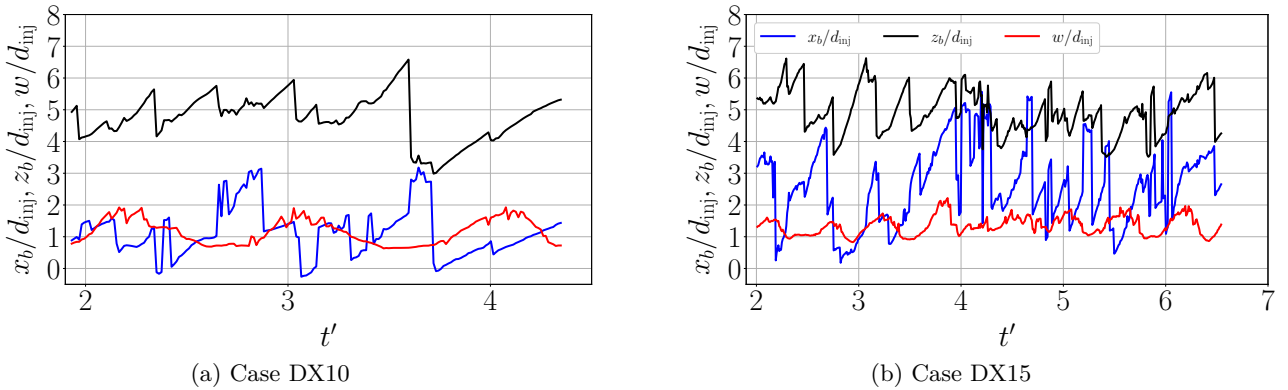 8
7
6
5
4
3
2
1
0
x_b/d_inj, z_b/d_inj, w/d_inj
2 3 4
t′
(a) Case DX10
x_b/d_inj z_b/d_inj w/d_inj
8
7
6
5
4
3
2
1
0
x_b/d_inj, z_b/d_inj, w/d_inj
2 3 4 5 6 7
t′
(b) Case DX15